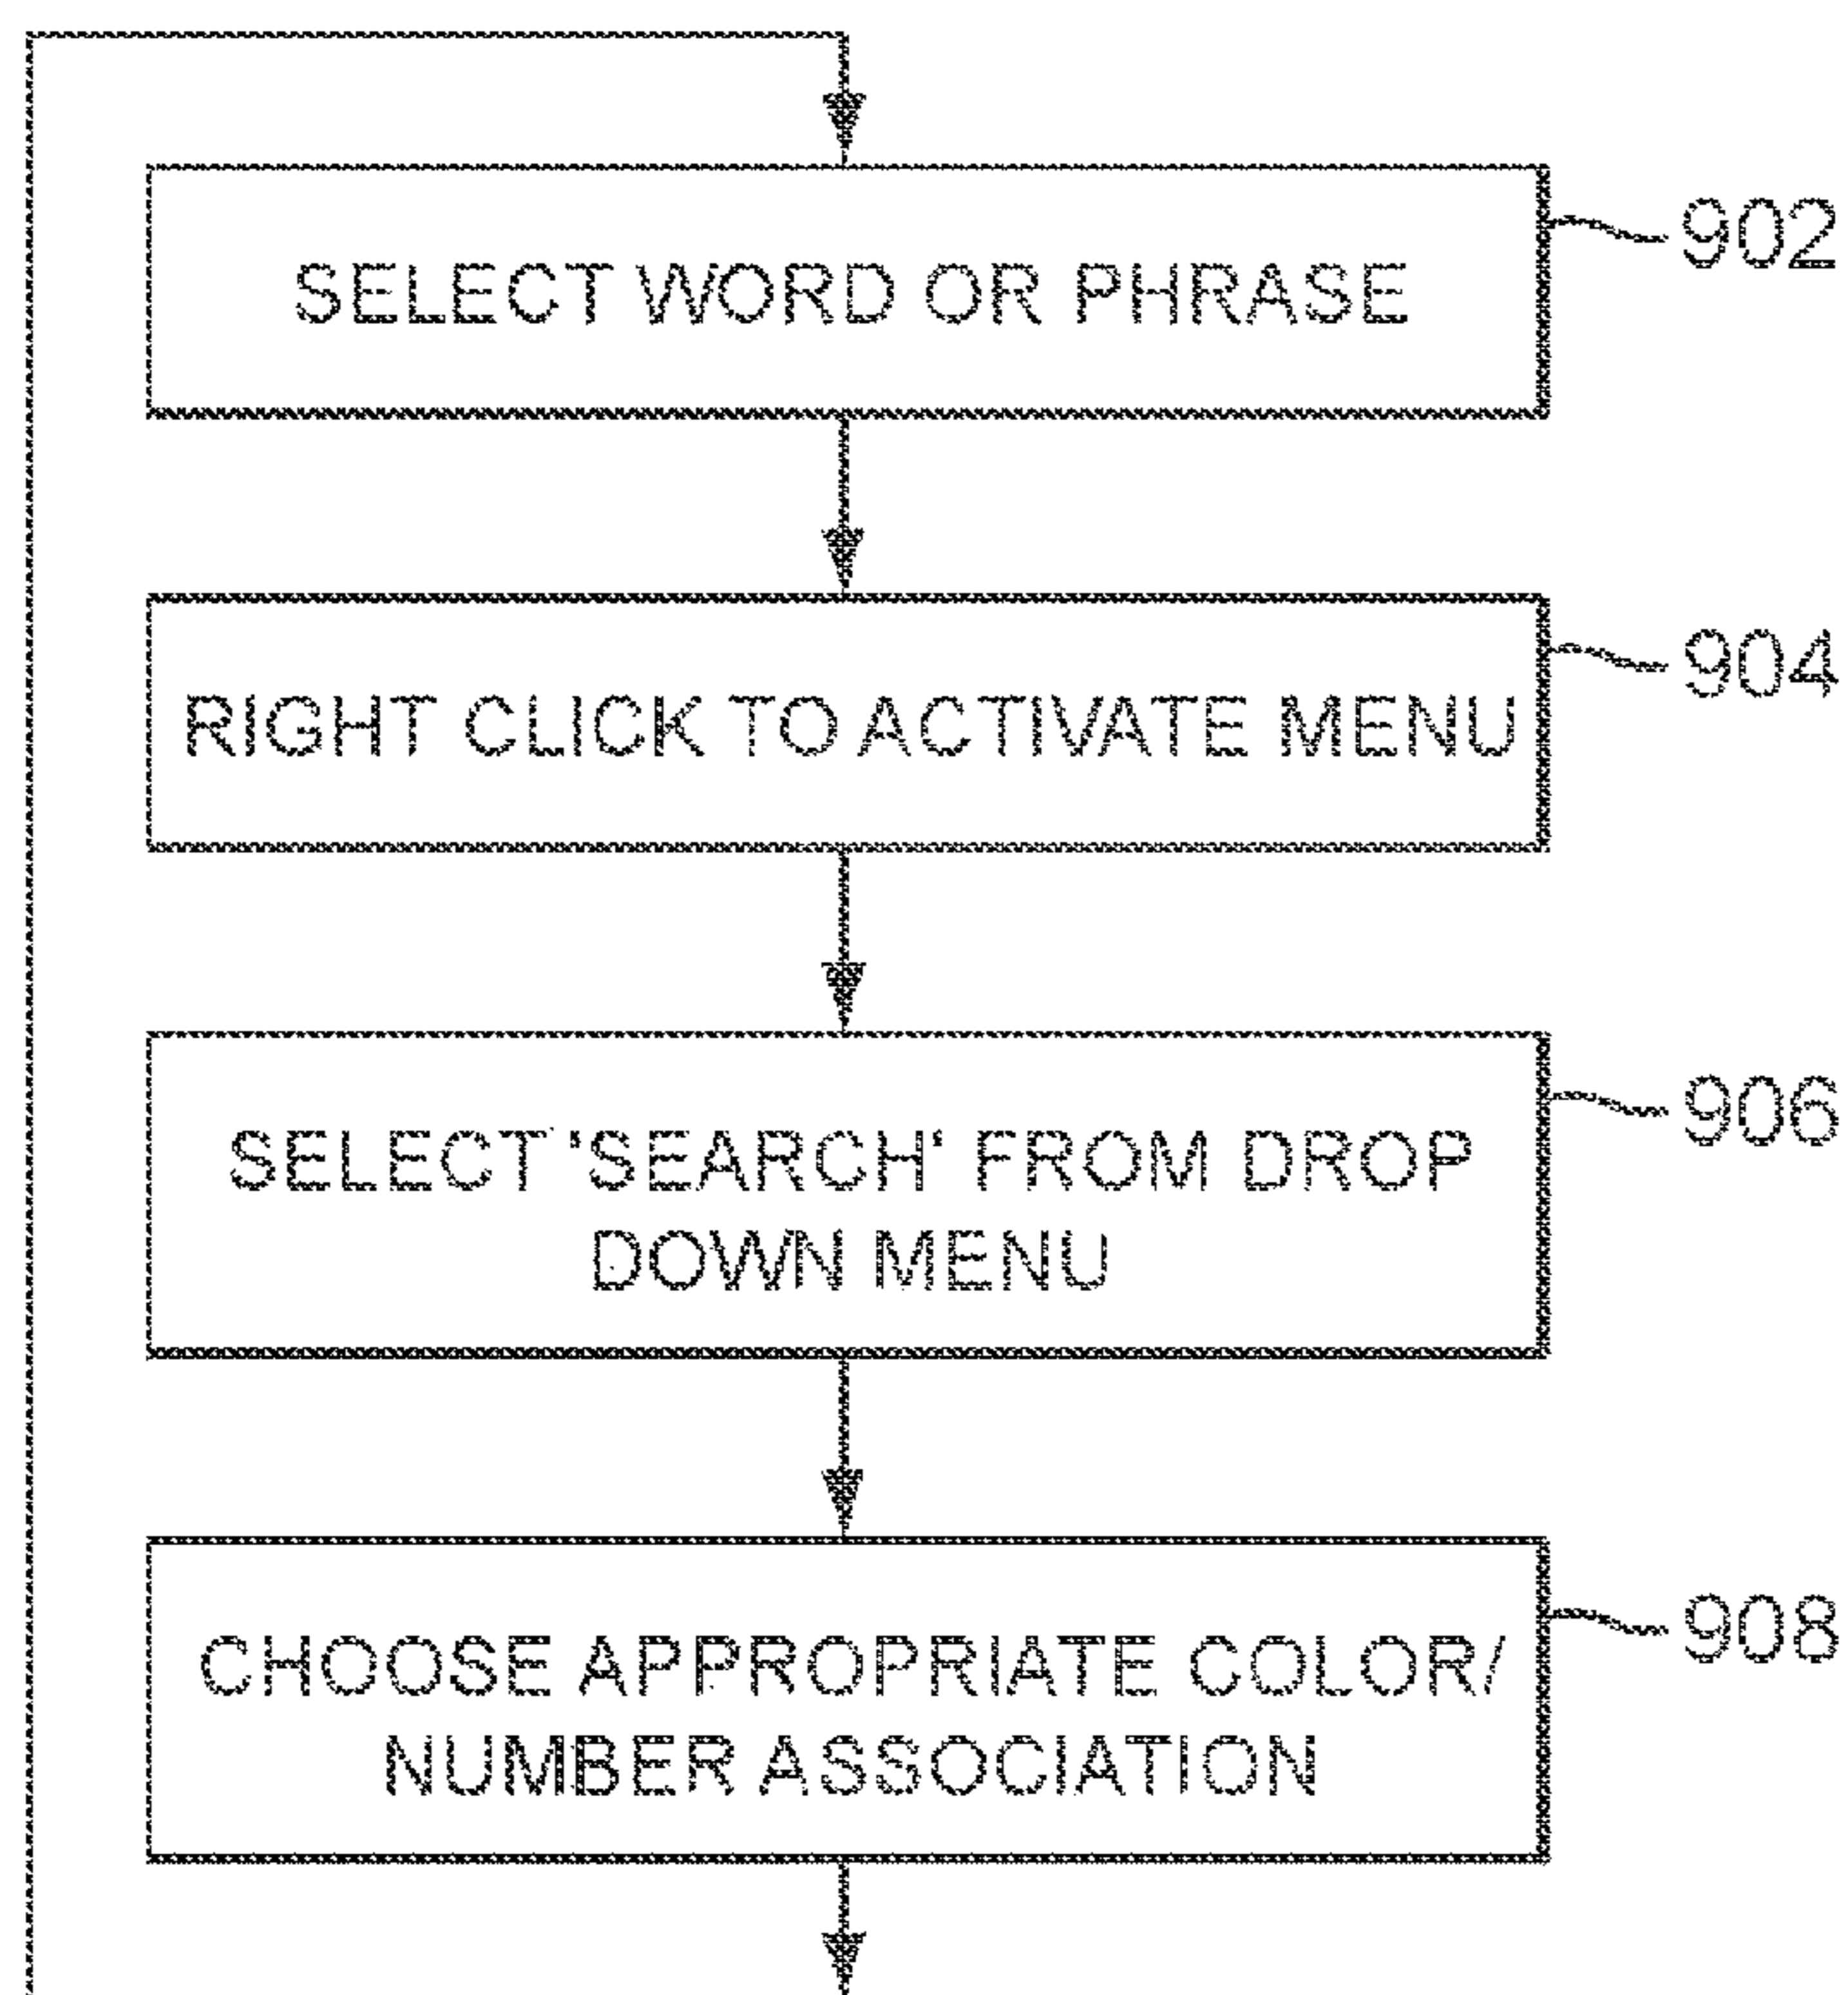 SELECT WORD OR PHRASE
902
RIGHT CLICK TO ACTIVATE MENU
904
SELECT 'SEARCH' FROM DROP
DOWN MENU
906
CHOOSE APPROPRIATE COLOR/
NUMBER ASSOCIATION
908